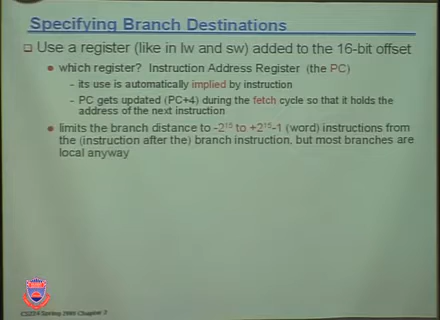 Specifying Branch Destinations
Use a register (like in lw and sw) added to the 16-bit offset
which register? Instruction Address Register (the PC)
- its use is automatically implied by instruction
- PC gets updated (PC+4) during the fetch cycle so that it holds the
address of the next instruction
limits the branch distance to -2¹⁵ to +2¹⁵-1 (word) instructions from
the (instruction after the) branch instruction, but most branches are
local anyway
Spring Chapter